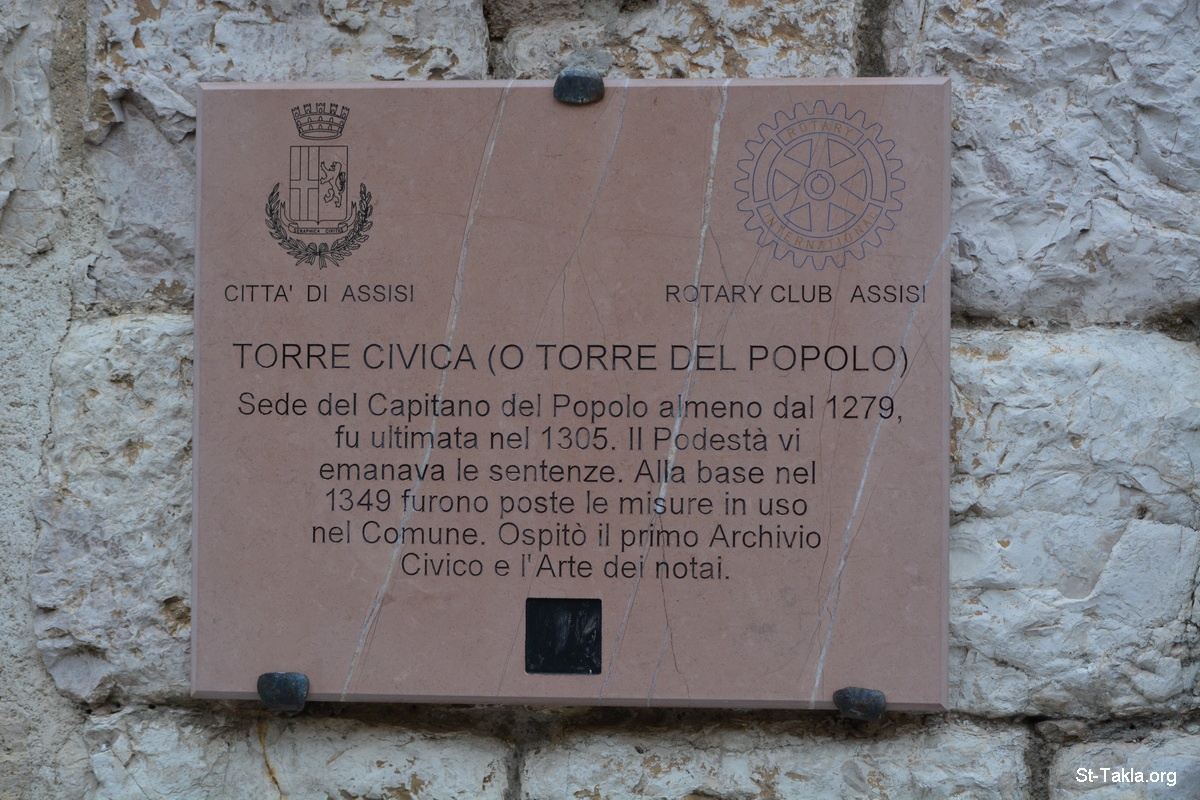 ROTARY
INTERNATIONAL
CITTA' DI ASSISI
ROTARY CLUB ASSISI
TORRE CIVICA (O TORRE DEL POPOLO)
Sede del Capitano del Popolo almeno dal 1279,
fu ultimata nel 1305. Il Podestà vi
emanava le sentenze. Alla base nel
1349 furono poste le misure in uso
nel Comune. Ospitò il primo Archivio
Civico e l'Arte dei notai.
St-Takla.org